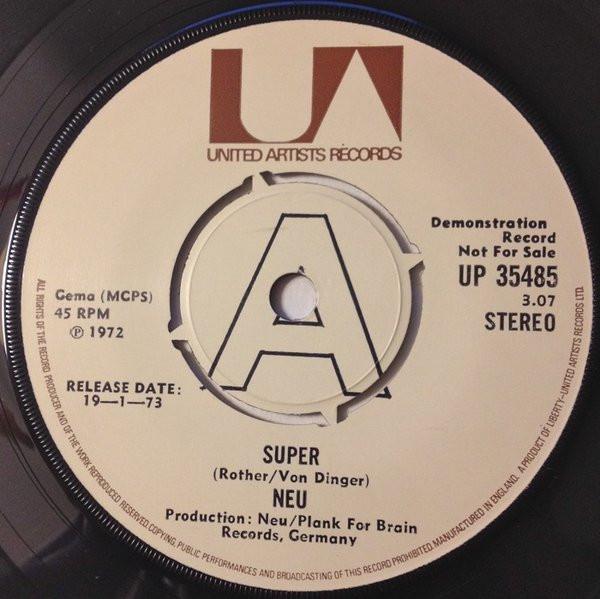 UA
UNITED ARTISTS RECORDS
A
Demonstration
Record
Not For Sale
UP 35485
3.07
STEREO
Gema (MCPS)
45 RPM
Ⓟ 1972
RELEASE DATE:
19-1-73
SUPER
(Rother/Von Dinger)
NEU
Production: Neu/Plank For Brain
Records, Germany
ALL RIGHTS OF THE RECORD PRODUCER AND OF THE WORK REPRODUCED RESERVED. COPYING, PUBLIC PERFORMANCES AND BROADCASTING OF THIS RECORD PROHIBITED. MANUFACTURED IN ENGLAND. A PRODUCT OF LIBERTY-UNITED ARTISTS RECORDS LTD.